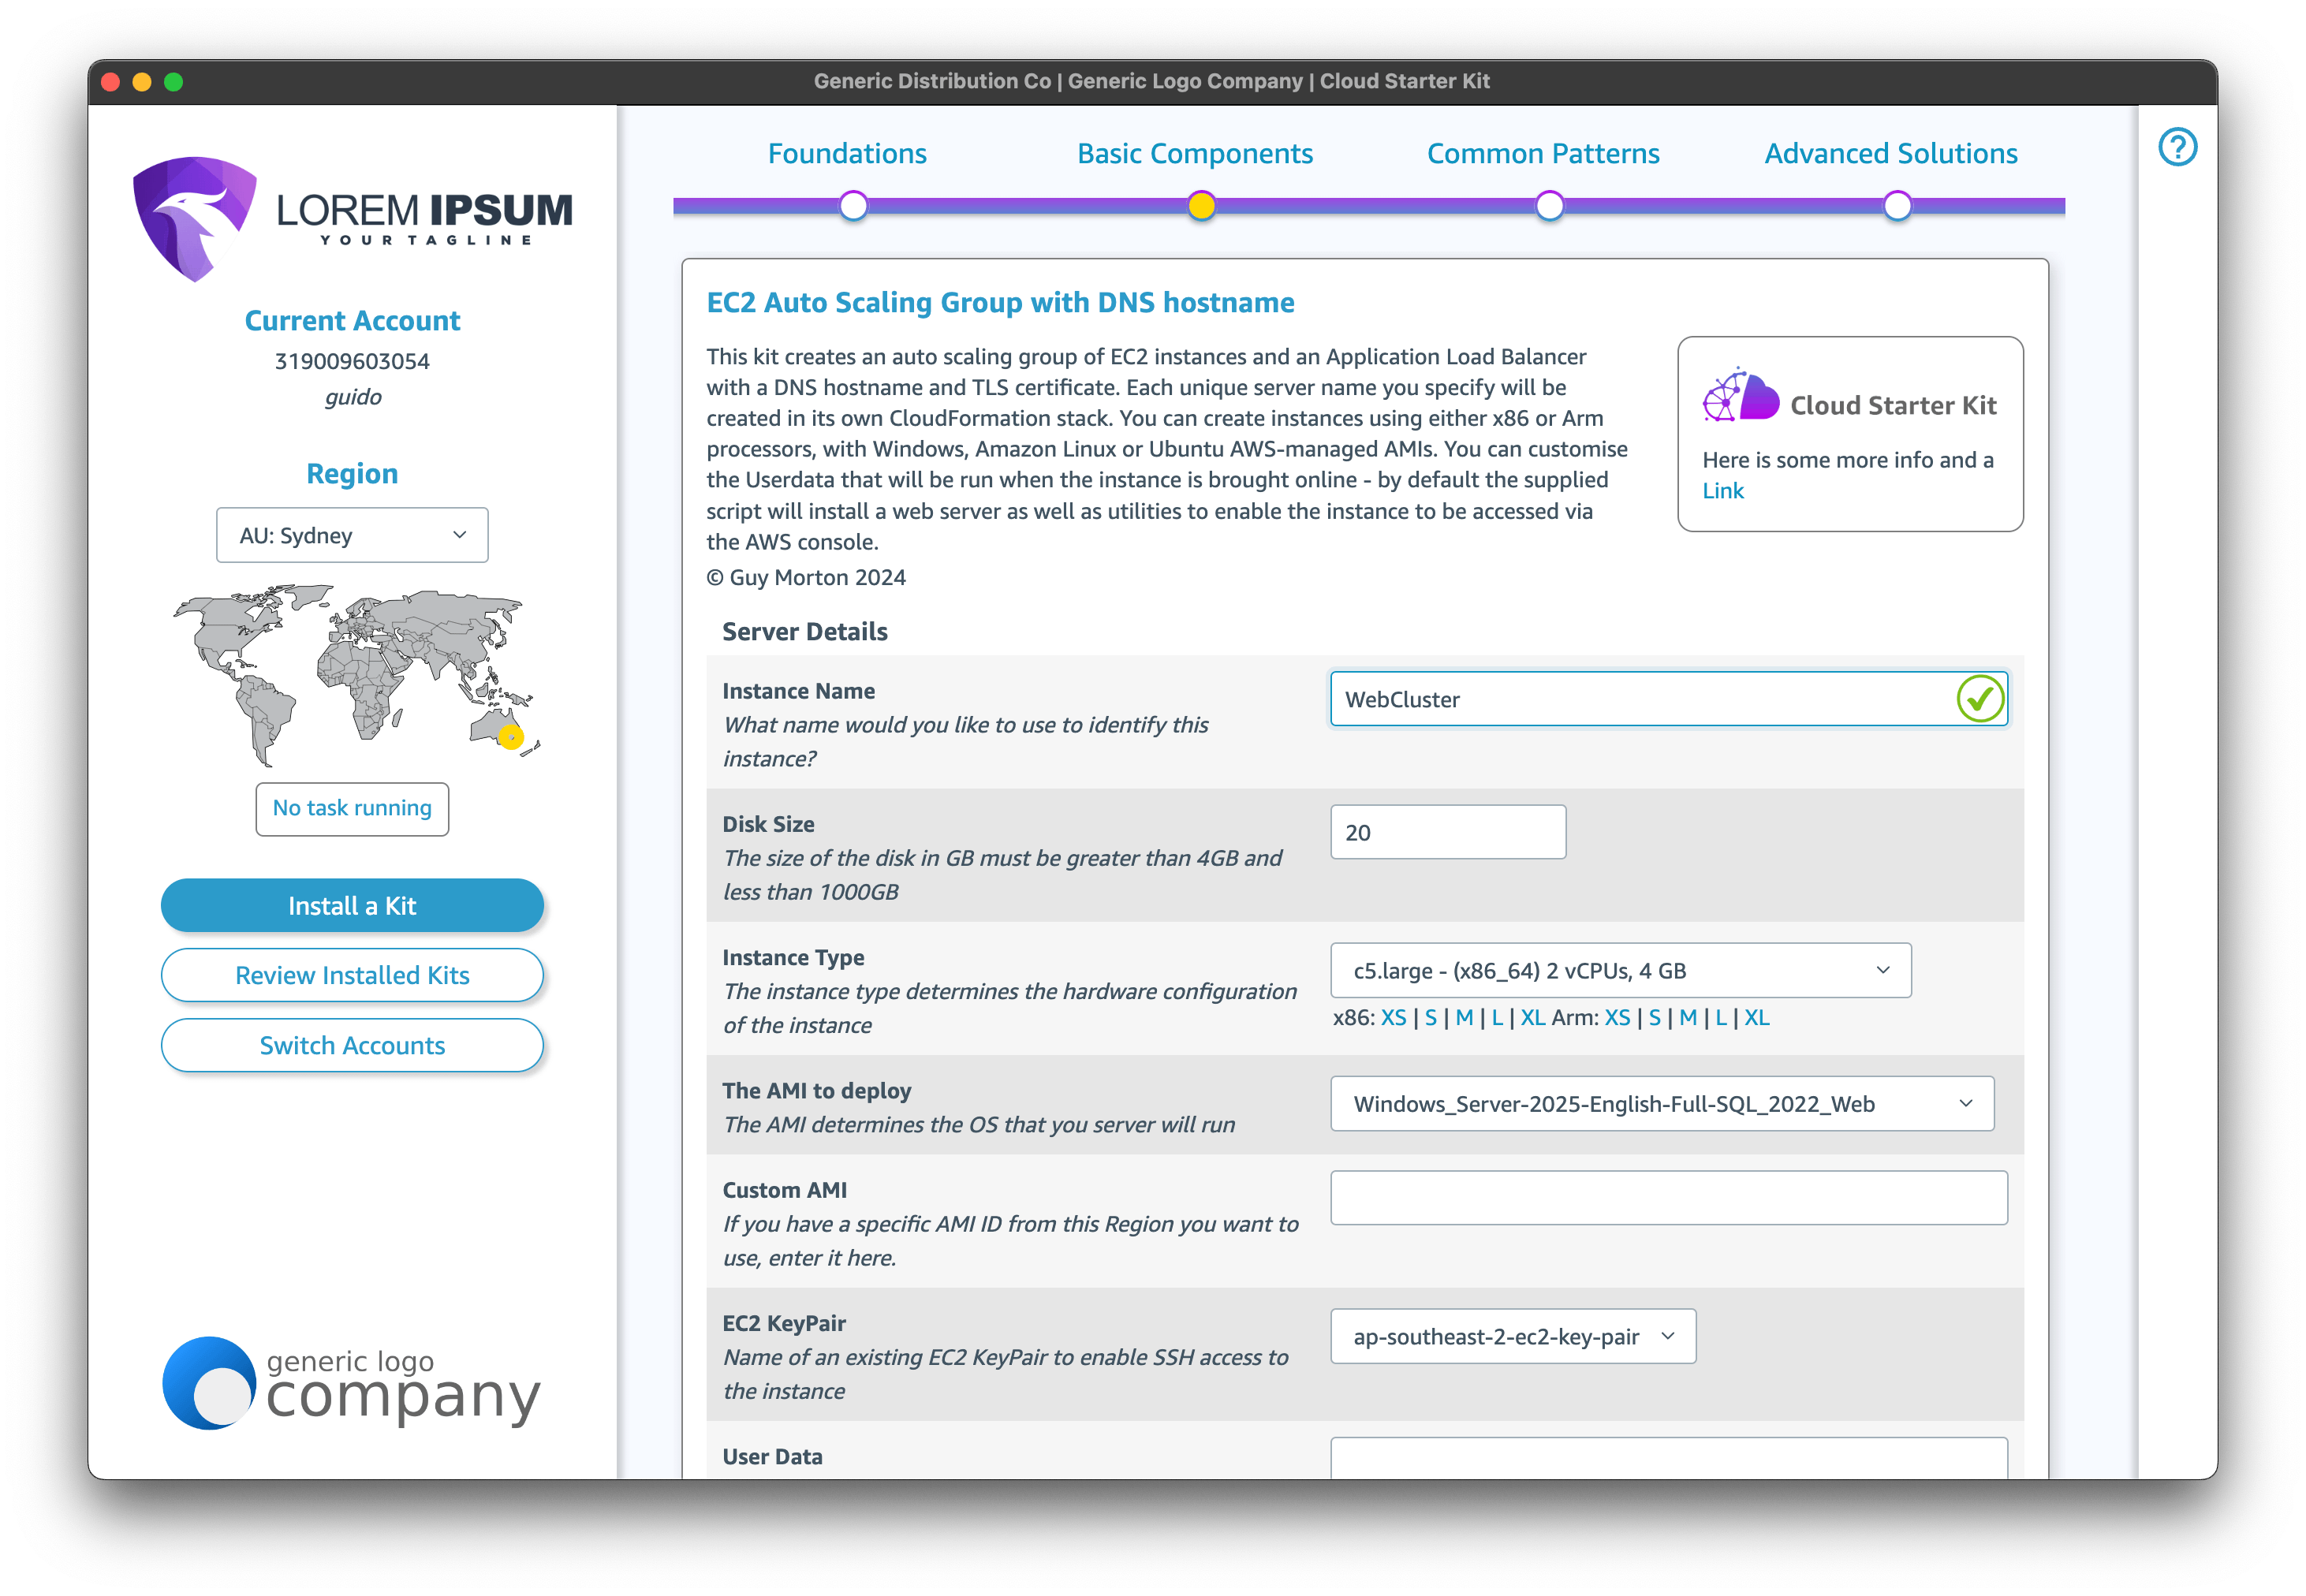 Generic Distribution Co | Generic Logo Company | Cloud Starter Kit
LOREM IPSUM
YOUR TAGLINE
Current Account
319009603054
guido
Region
AU: Sydney
No task running
Install a Kit
Review Installed Kits
Switch Accounts
generic logo
company
Foundations
Basic Components
Common Patterns
Advanced Solutions
?
EC2 Auto Scaling Group with DNS hostname
This kit creates an auto scaling group of EC2 instances and an Application Load Balancer
with a DNS hostname and TLS certificate. Each unique server name you specify will be
created in its own CloudFormation stack. You can create instances using either x86 or Arm
processors, with Windows, Amazon Linux or Ubuntu AWS-managed AMIs. You can customise
the Userdata that will be run when the instance is brought online - by default the supplied
script will install a web server as well as utilities to enable the instance to be accessed via
the AWS console.
© Guy Morton 2024
Cloud Starter Kit
Here is some more info and a
Link
Server Details
Instance Name
What name would you like to use to identify this
instance?
WebCluster
Disk Size
The size of the disk in GB must be greater than 4GB and
less than 1000GB
20
Instance Type
The instance type determines the hardware configuration
of the instance
c5.large - (x86_64) 2 vCPUs, 4 GB
x86: XS | S | M | L | XL Arm: XS | S | M | L | XL
The AMI to deploy
The AMI determines the OS that you server will run
Windows_Server-2025-English-Full-SQL_2022_Web
Custom AMI
If you have a specific AMI ID from this Region you want to
use, enter it here.
EC2 KeyPair
Name of an existing EC2 KeyPair to enable SSH access to
the instance
ap-southeast-2-ec2-key-pair
User Data